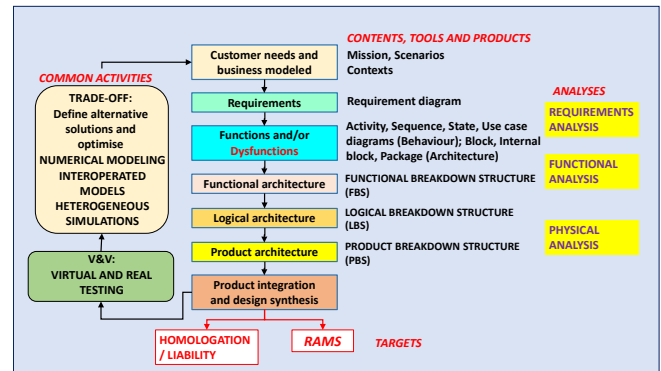 CONTENTS, TOOLS AND PRODUCTS
Customer needs and
business modeled
Mission, Scenarios
Contexts
COMMON ACTIVITIES
TRADE-OFF:
Define alternative
solutions and
optimise
NUMERICAL MODELING
INTEROPERATED
MODELS
HETEROGENEOUS
SIMULATIONS
V&V:
VIRTUAL AND REAL
TESTING
Requirements
Requirement diagram
Functions and/or
Dysfunctions
Activity, Sequence, State, Use case
diagrams (Behaviour); Block, Internal
block, Package (Architecture)
Functional architecture
FUNCTIONAL BREAKDOWN STRUCTURE
(FBS)
Logical architecture
LOGICAL BREAKDOWN STRUCTURE
(LBS)
Product architecture
PRODUCT BREAKDOWN STRUCTURE
(PBS)
Product integration
and design synthesis
ANALYSES
REQUIREMENTS
ANALYSIS
FUNCTIONAL
ANALYSIS
PHYSICAL
ANALYSIS
HOMOLOGATION
/ LIABILITY
RAMS
TARGETS